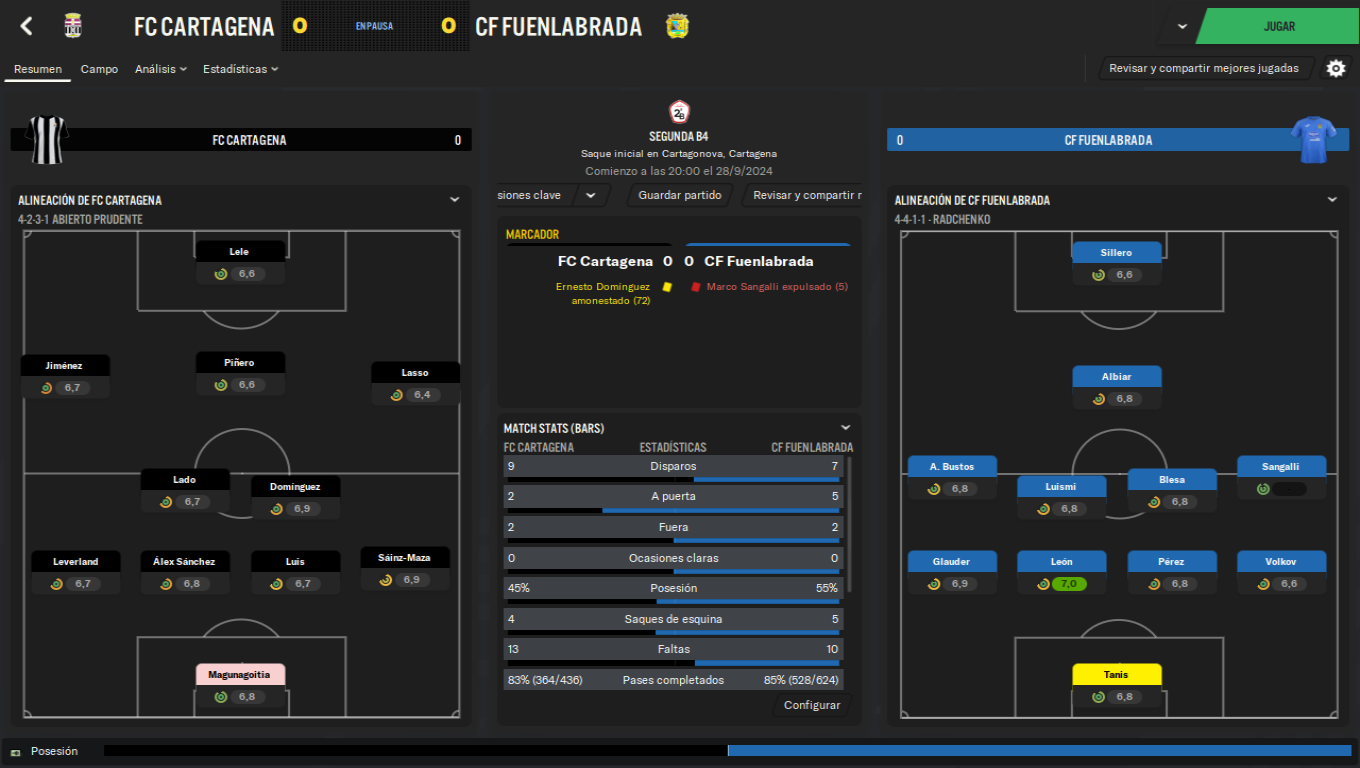 FC CARTAGENA
0
EN PAUSA
0
CF FUENLABRADA
JUGAR
Resumen
Campo
Análisis
Estadísticas
Revisar y compartir mejores jugadas
FC CARTAGENA
0
2ªB
SEGUNDA B4
Saque inicial en Cartagonova, Cartagena
Comienzo a las 20:00 el 28/9/2024
0
CF FUENLABRADA
siones clave
Guardar partido
Revisar y compartir r
ALINEACIÓN DE FC CARTAGENA
4-2-3-1 ABIERTO PRUDENTE
Lele
6,6
Jiménez
6,7
Piñero
6,6
Lasso
6,4
Lado
6,7
Domínguez
6,9
Leverland
6,7
Álex Sánchez
6,8
Luis
6,7
Sáinz-Maza
6,9
Magunagoitia
6,8
MARCADOR
FC Cartagena 0 0 CF Fuenlabrada
Ernesto Domínguez
amonestado (72)
Marco Sangalli expulsado (5)
MATCH STATS (BARS)
FC CARTAGENA ESTADÍSTICAS CF FUENLABRADA
9 Disparos 7
2 A puerta 5
2 Fuera 2
0 Ocasiones claras 0
45% Posesión 55%
4 Saques de esquina 5
13 Faltas 10
83% (364/436) Pases completados 85% (528/624)
Configurar
ALINEACIÓN DE CF FUENLABRADA
4-4-1-1 - RADCHENKO
Sillero
6,6
Albiar
6,8
A. Bustos
6,8
Luismi
6,8
Blesa
6,8
Sangalli
Glauder
6,9
León
7,0
Pérez
6,8
Volkov
6,6
Tanis
6,8
Posesión